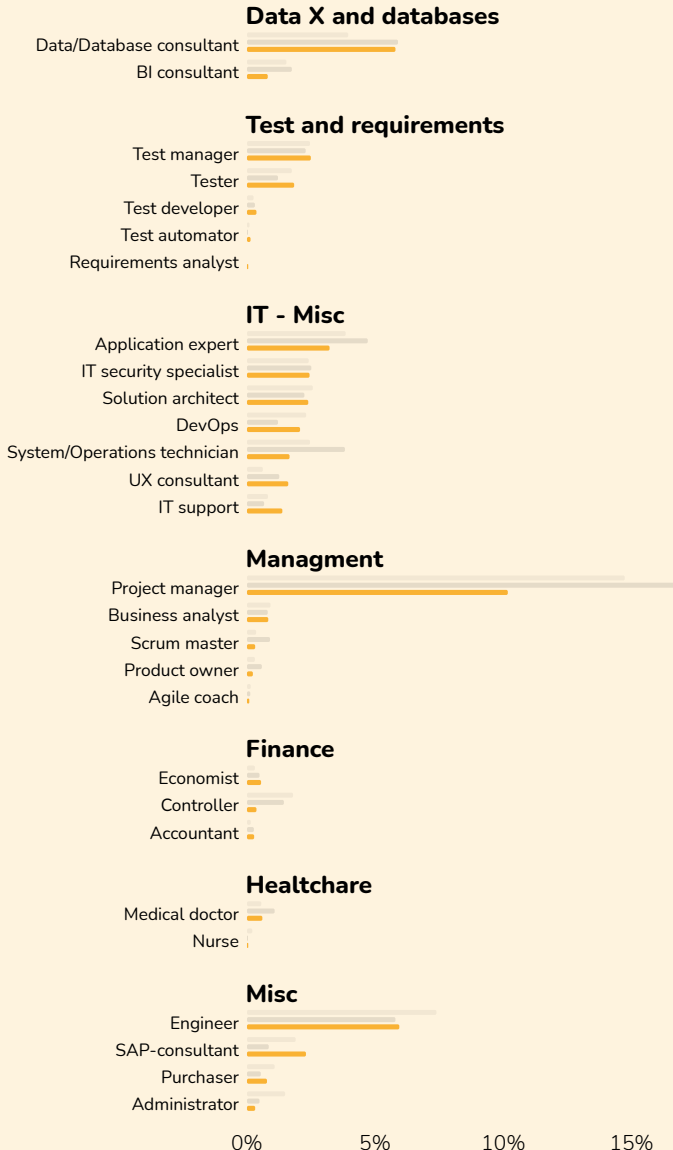 Data X and databases
Data/Database consultant
BI consultant
Test and requirements
Test manager
Tester
Test developer
Test automator
Requirements analyst
IT - Misc
Application expert
IT security specialist
Solution architect
DevOps
System/Operations technician
UX consultant
IT support
Managment
Project manager
Business analyst
Scrum master
Product owner
Agile coach
Finance
Economist
Controller
Accountant
Healtchare
Medical doctor
Nurse
Misc
Engineer
SAP-consultant
Purchaser
Administrator
0% 5% 10% 15%